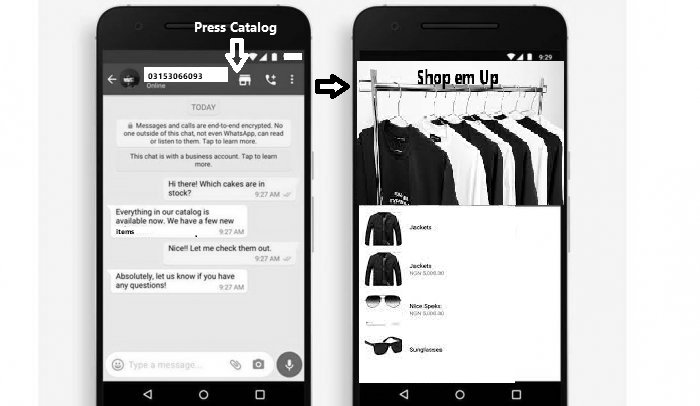 Press Catalog
03153066093
Online
TODAY
Messages and calls are end-to-end encrypted. No
one outside of this chat, not even WhatsApp, can read
or listen to them. Tap to learn more.
This chat is with a business account. Tap to learn
more.
Hi there! Which cakes are in
stock?
9:27 AM
Everything in our catalog is
available now. We have a few new
items
9:27 AM
Nice!! Let me check them out.
9:27 AM
Absolutely, let us know if you have
any questions!
9:27 AM
Type a message...
9:29
Shop em Up
Jackets
Jackets
NGN 5,000.00
Nice Speks
NGN 5,000.00
Sunglasses